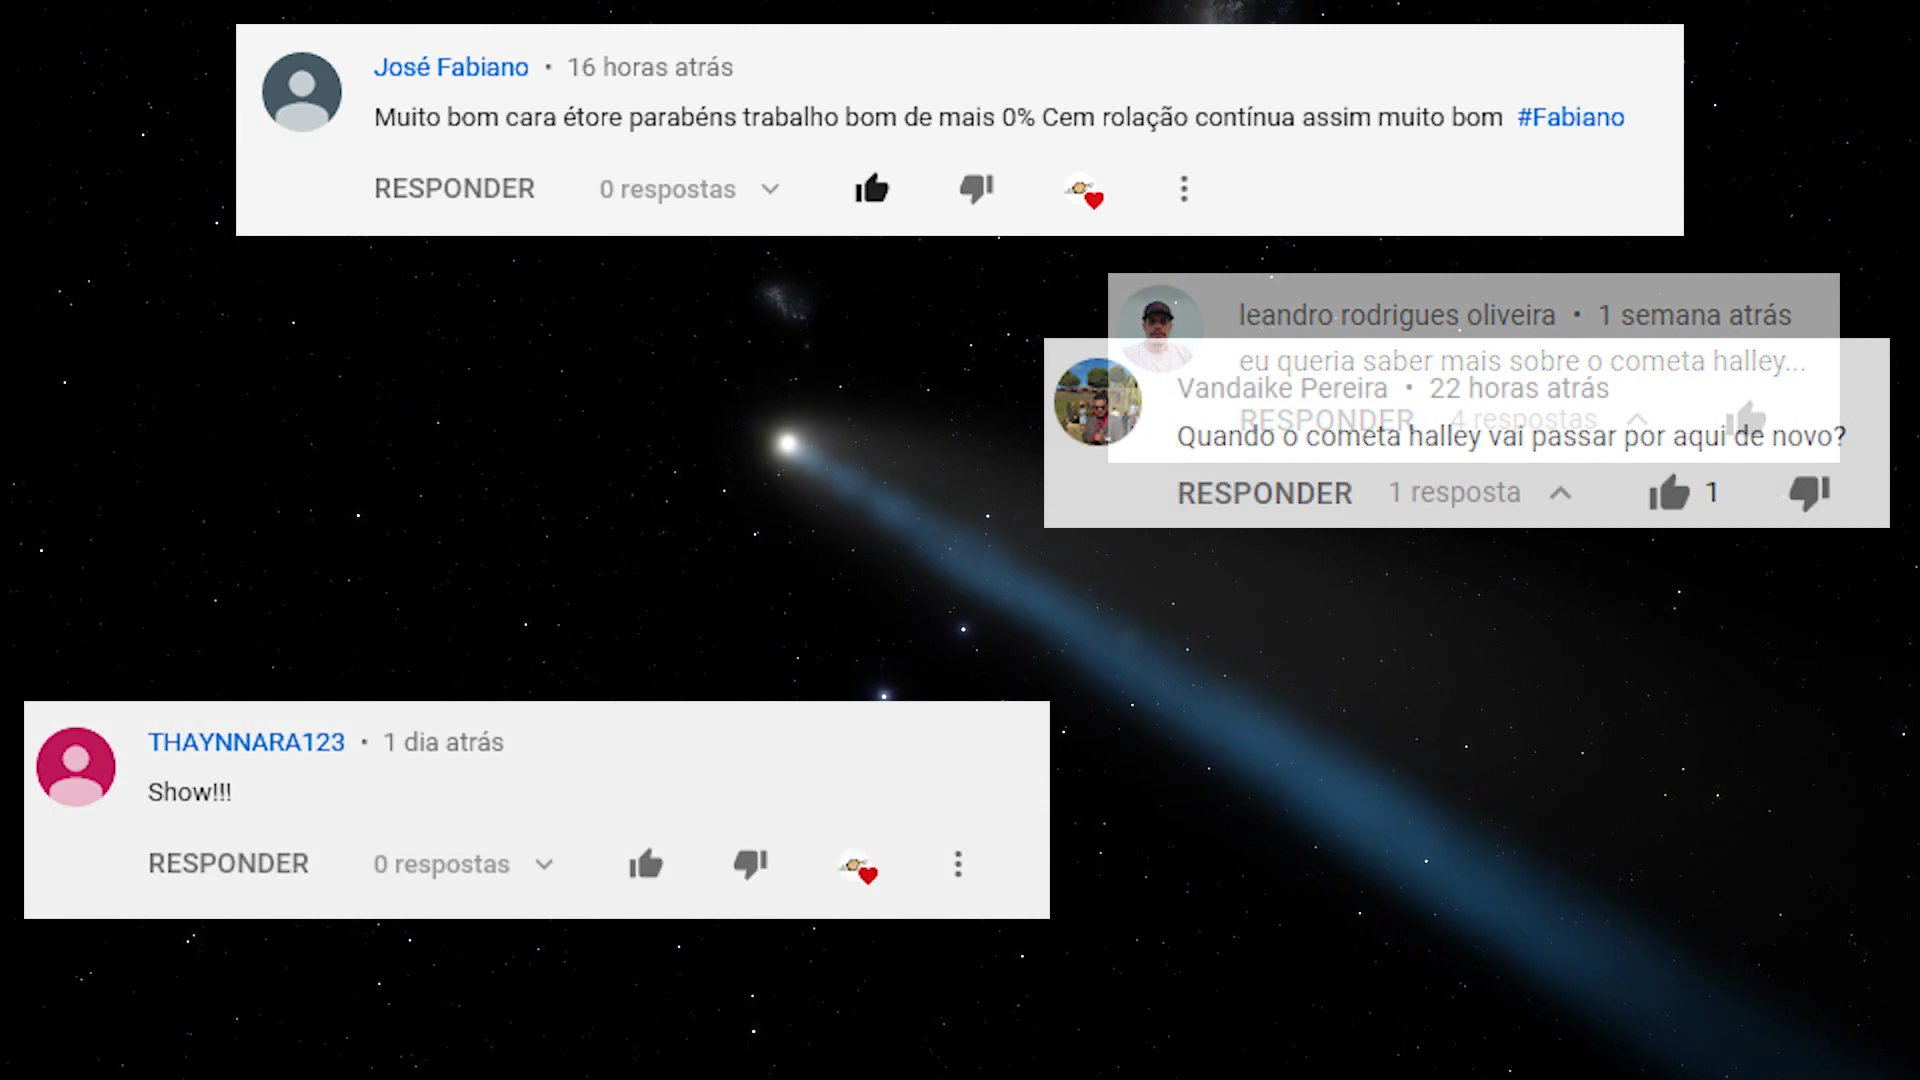 José Fabiano • 16 horas atrás
Muito bom cara étore parabéns trabalho bom de mais 0% Cem rolação contínua assim muito bom #Fabiano
RESPONDER 0 respostas
leandro rodrigues oliveira • 1 semana atrás
eu queria saber mais sobre o cometa halley...
RESPONDER 4 respostas
Vandaike Pereira • 22 horas atrás
Quando o cometa halley vai passar por aqui de novo?
RESPONDER 1 resposta 1
THAYNNARA123 • 1 dia atrás
Show!!!
RESPONDER 0 respostas